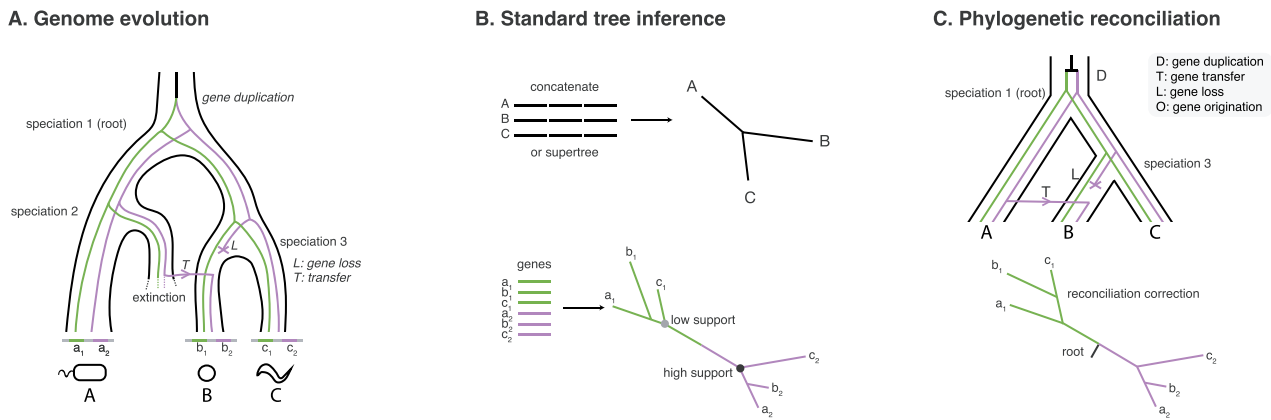 A. Genome evolution
gene duplication
speciation 1 (root)
speciation 2
speciation 3
L
L: gene loss
T: transfer
T
extinction
a1 a2 b1 b2 c1 c2
A B C
B. Standard tree inference
concatenate
A
B
C
or supertree
A
B
C
genes
a1
b1
c1
a2
b2
c2
b1
c1
a1
low support
high support
c2
b2
a2
C. Phylogenetic reconciliation
D
D: gene duplication
T: gene transfer
L: gene loss
O: gene origination
speciation 1 (root)
speciation 3
L
T
A B C
b1
c1
reconciliation correction
a1
root
c2
b2
a2